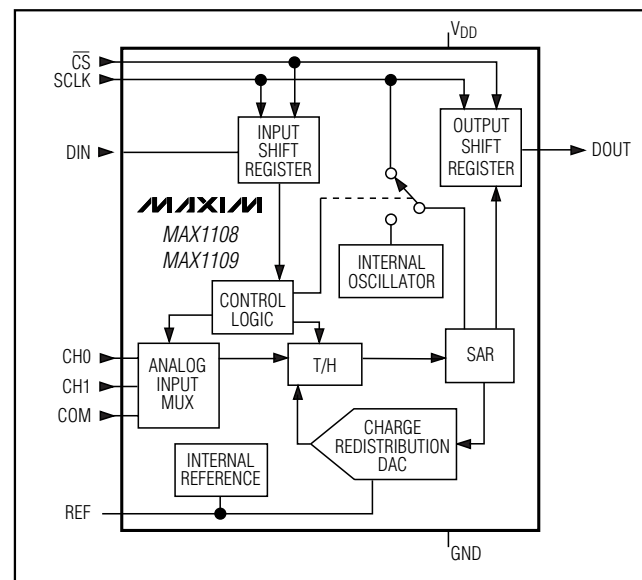 VDD
CS
SCLK
DIN
INPUT
SHIFT
REGISTER
OUTPUT
SHIFT
REGISTER
DOUT
MAXIM
MAX1108
MAX1109
INTERNAL
OSCILLATOR
CONTROL
LOGIC
CH0
CH1
COM
ANALOG
INPUT
MUX
T/H
SAR
CHARGE
REDISTRIBUTION
DAC
INTERNAL
REFERENCE
REF
GND